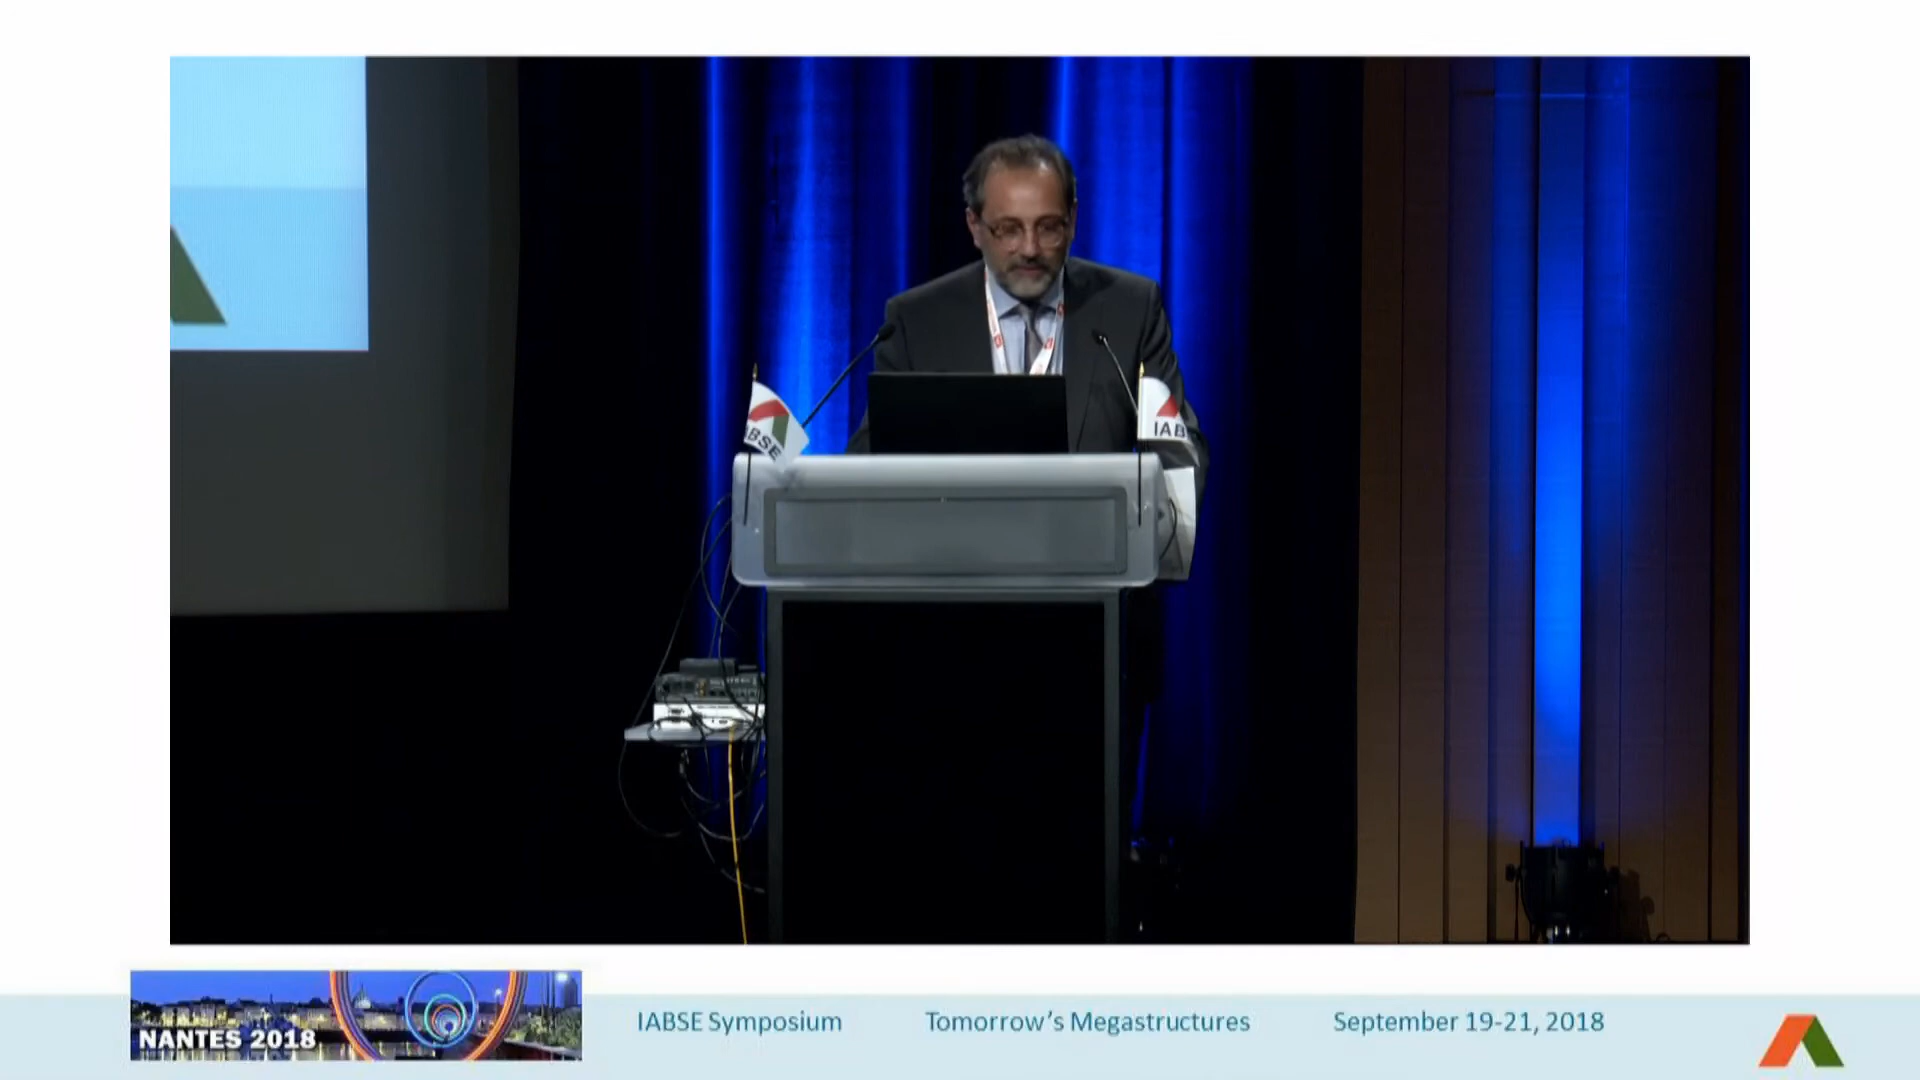 BSE
IAB
NANTES 2018
IABSE Symposium Tomorrow's Megastructures September 19-21, 2018